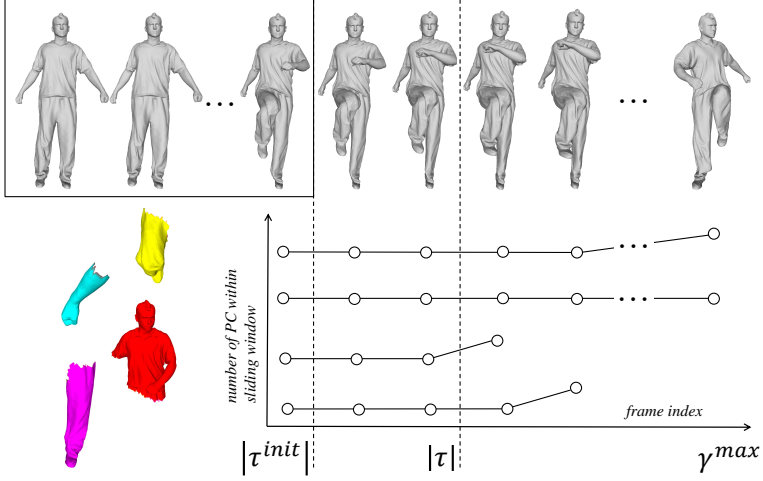 number of PC within
sliding window
frame index
|τ^{init}|
|τ|
γ^{max}